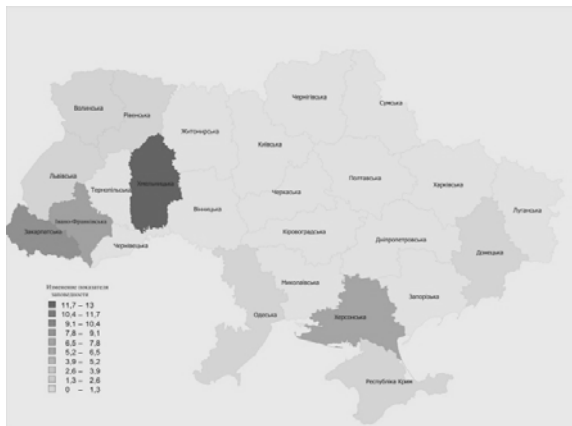 Чернігівська
Сумська
Волинська
Рівненська
Житомирська
Київська
Львівська
Тернопільська
Хмельницька
Полтавська
Харківська
Луганська
Черкаська
Вінницька
Івано-Франківська
Закарпатська
Чернівецька
Кіровоградська
Дніпропетровська
Донецька
Миколаївська
Запорізька
Одеська
Херсонська
Республіка Крим
Изменение показателя
заповедности
11,7 – 13
10,4 – 11,7
9,1 – 10,4
7,8 – 9,1
6,5 – 7,8
5,2 – 6,5
3,9 – 5,2
2,6 – 3,9
1,3 – 2,6
0 – 1,3